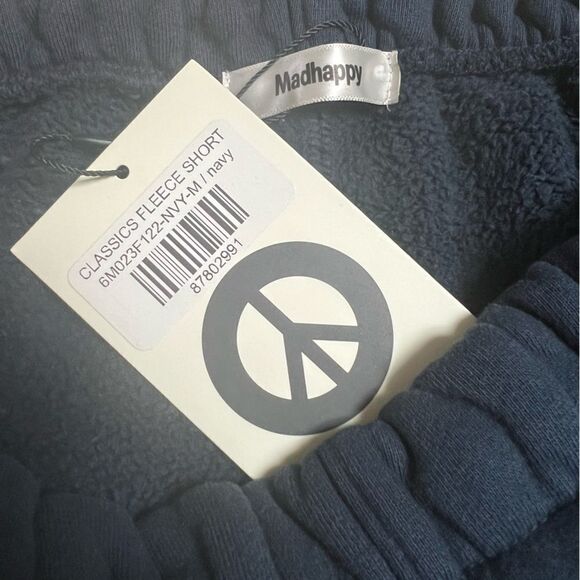 Madhappy
CLASSICS FLEECE SHORT
6M023F122-NVY-M / navy
87802991